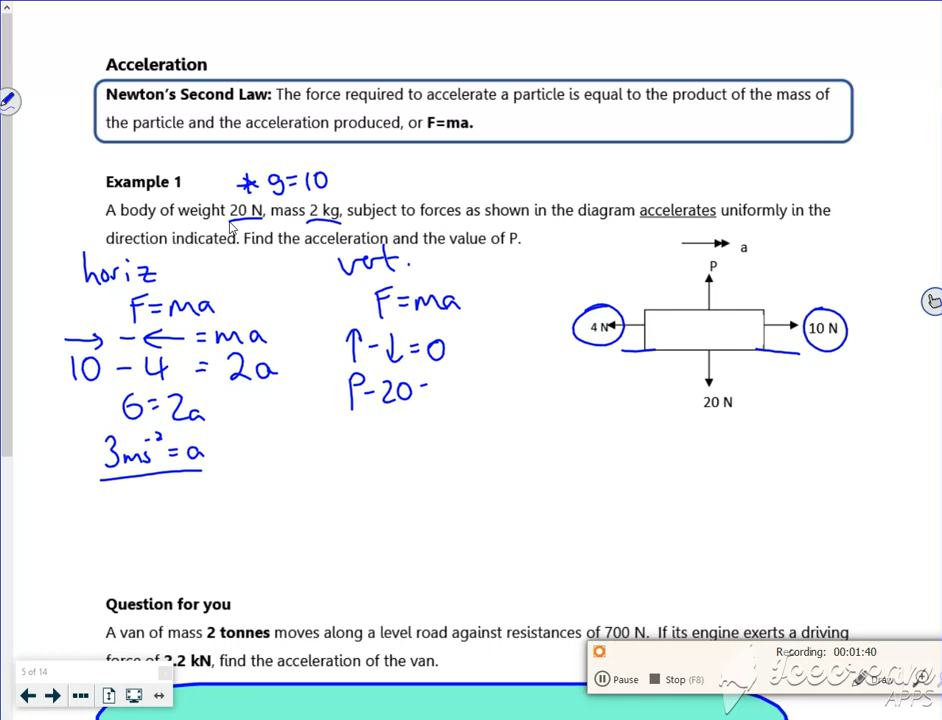 Acceleration
Newton's Second Law: The force required to accelerate a particle is equal to the product of the mass of
the particle and the acceleration produced, or F=ma.
Example 1
* g=10
A body of weight 20 N, mass 2 kg, subject to forces as shown in the diagram accelerates uniformly in the
direction indicated. Find the acceleration and the value of P.
a
horiz
vert.
P
F=ma
F=ma
→ - ← = ma
↑ - ↓ = 0
4 N
10 N
10 - 4 = 2a
P-20 -
20 N
6=2a
3ms⁻² = a
Question for you
A van of mass 2 tonnes moves along a level road against resistances of 700 N. If its engine exerts a driving
force of 2.2 kN, find the acceleration of the van.
Recording: 00:01:40
5 of 14
Pause
Stop (F8)
Draw
Icecream
APPS